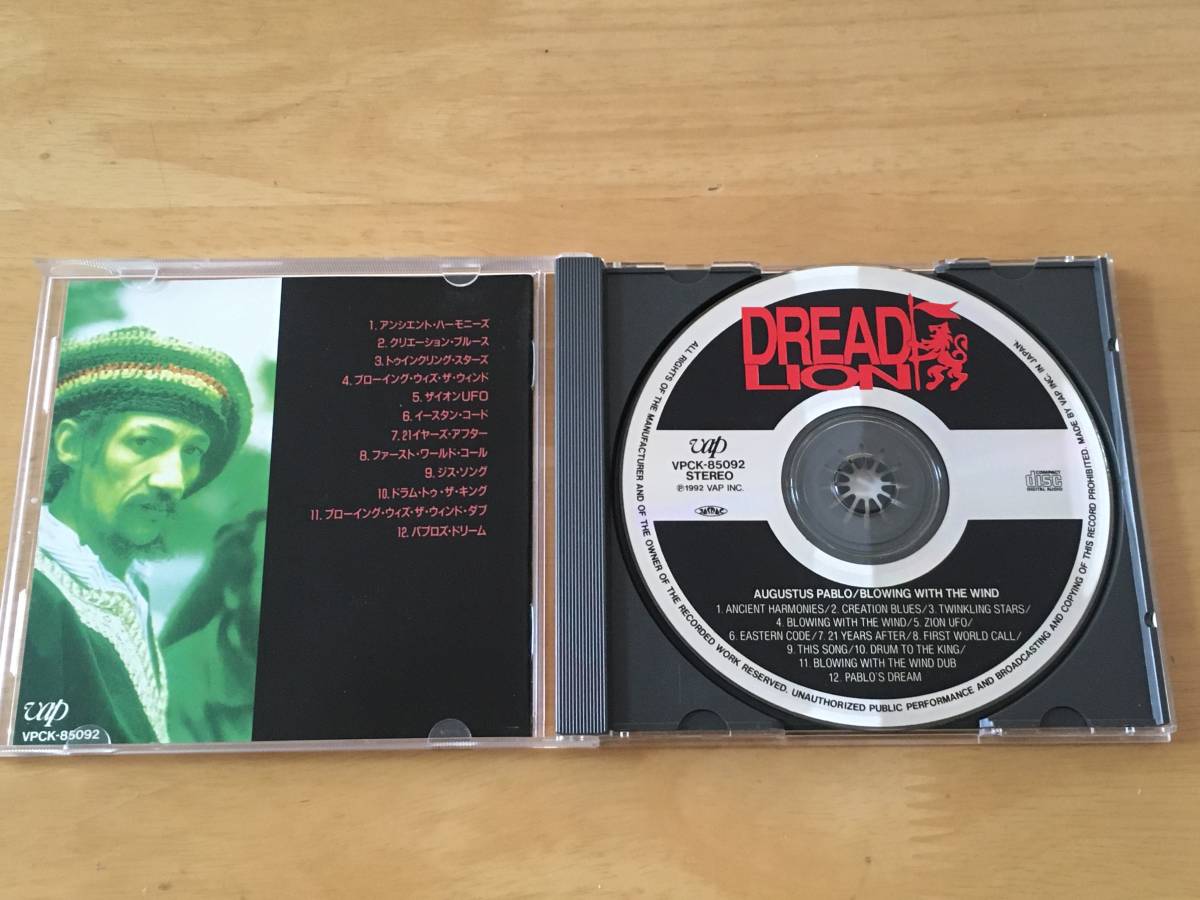 1. アンシエント・ハーモニーズ
2. クリエーション・ブルース
3. トゥインクリング・スターズ
4. ブローイング・ウィズ・ザ・ウィンド
5. ザイオンUFO
6. イースタン・コード
7. 21イヤーズ・アフター
8. ファースト・ワールド・コール
9. ジス・ソング
10. ドラム・トゥ・ザ・キング
11. ブローイング・ウィズ・ザ・ウィンド・ダブ
12. パブロズ・ドリーム
vap
VPCK-85092
DREAD
LION
vap
VPCK-85092
STEREO
℗1992 VAP INC.
JASRAC
COMPACT
disc
DIGITAL AUDIO
AUGUSTUS PABLO/BLOWING WITH THE WIND
1. ANCIENT HARMONIES/2. CREATION BLUES/3. TWINKLING STARS/
4. BLOWING WITH THE WIND/5. ZION UFO/
6. EASTERN CODE/7. 21 YEARS AFTER/8. FIRST WORLD CALL/
9. THIS SONG/10. DRUM TO THE KING/
11. BLOWING WITH THE WIND DUB
12. PABLO'S DREAM
ALL RIGHTS OF THE MANUFACTURER AND OF THE OWNER OF THE RECORDED WORK RESERVED. UNAUTHORIZED PUBLIC PERFORMANCE AND BROADCASTING AND COPYING OF THIS RECORD PROHIBITED. MADE BY VAP INC. IN JAPAN.